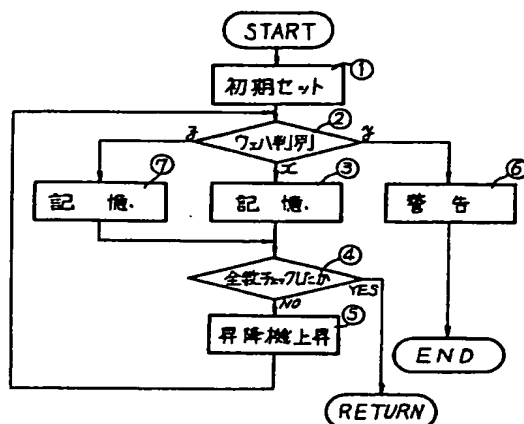 START
①
初期セット
②
ウェハ判別
z
y
x
⑦
記憶.
③
記憶.
⑥
警告
④
全数チェックしたか
YES
NO
⑤
昇降機上昇
END
RETURN